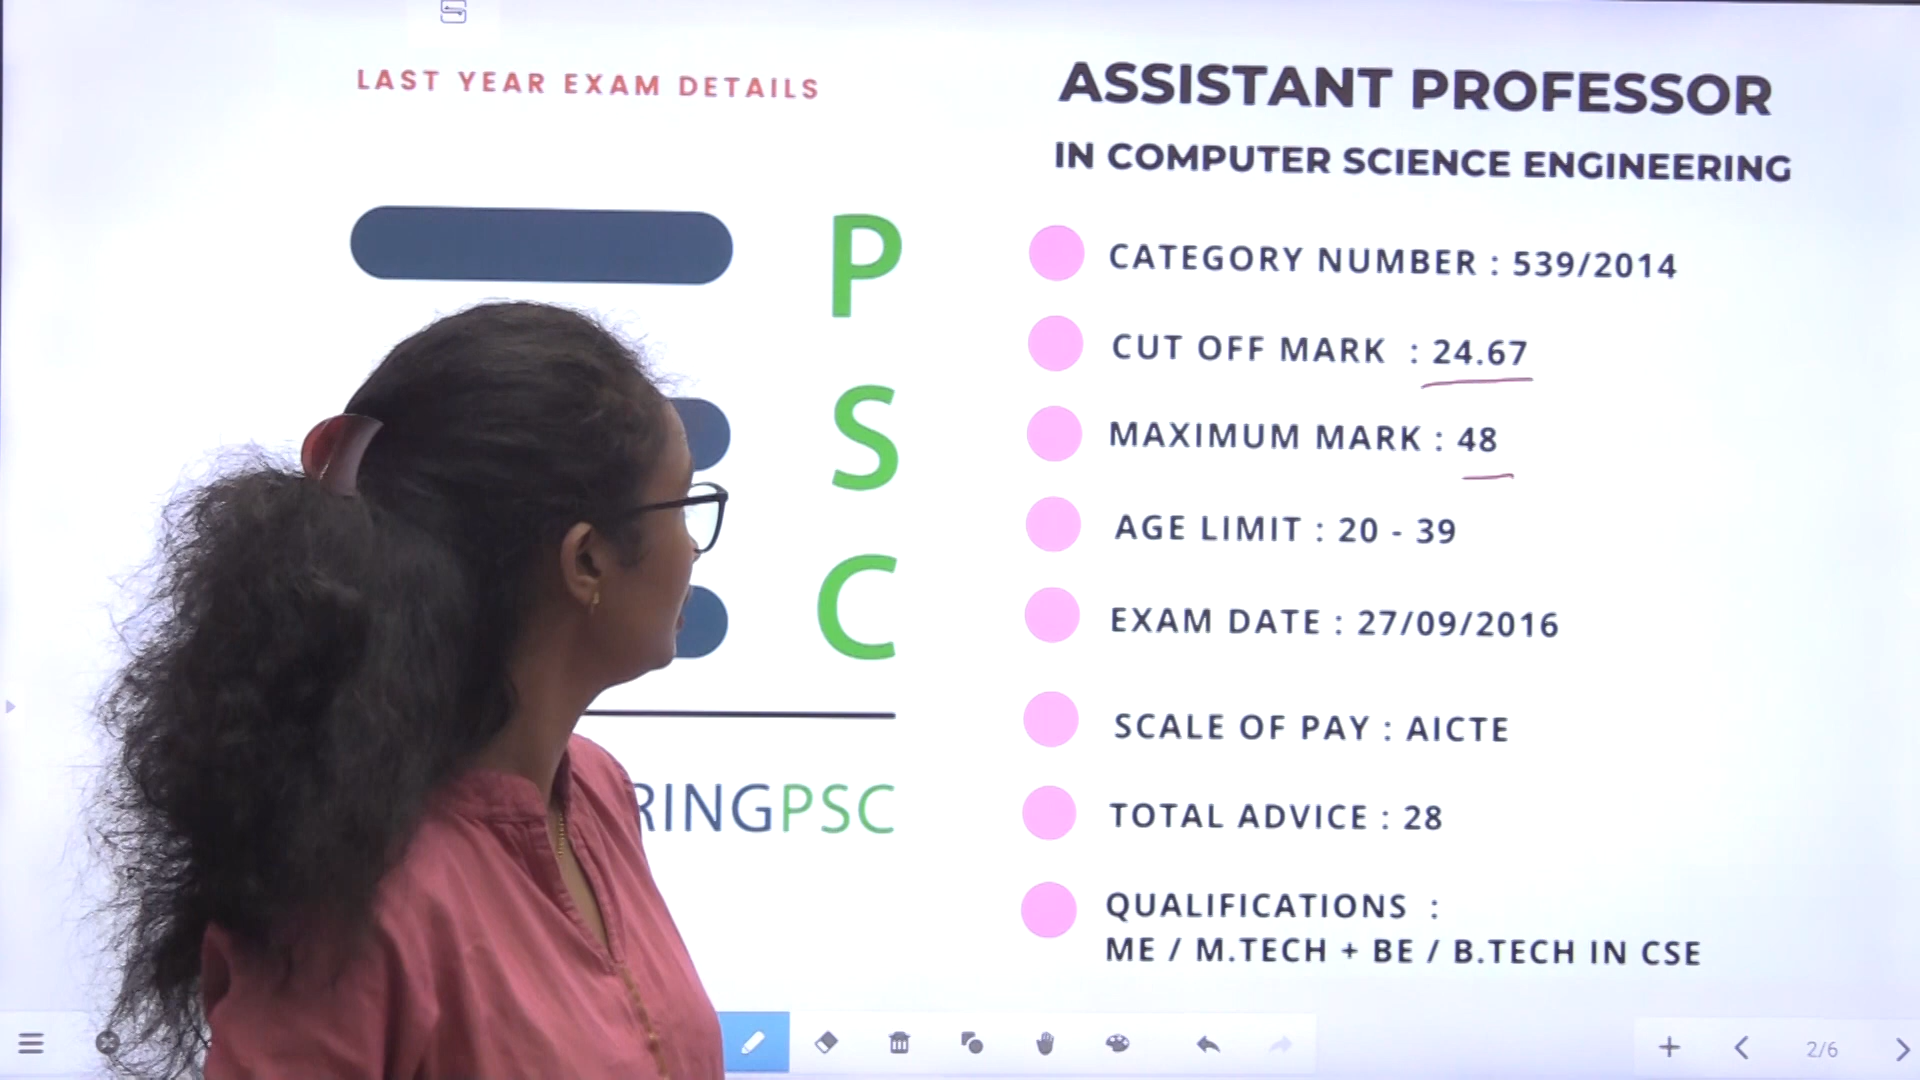 LAST YEAR EXAM DETAILS
ASSISTANT PROFESSOR
IN COMPUTER SCIENCE ENGINEERING
P
S
C
RINGPSC
CATEGORY NUMBER : 539/2014
CUT OFF MARK : 24.67
MAXIMUM MARK : 48
AGE LIMIT : 20 - 39
EXAM DATE : 27/09/2016
SCALE OF PAY : AICTE
TOTAL ADVICE : 28
QUALIFICATIONS :
ME / M.TECH + BE / B.TECH IN CSE
2/6